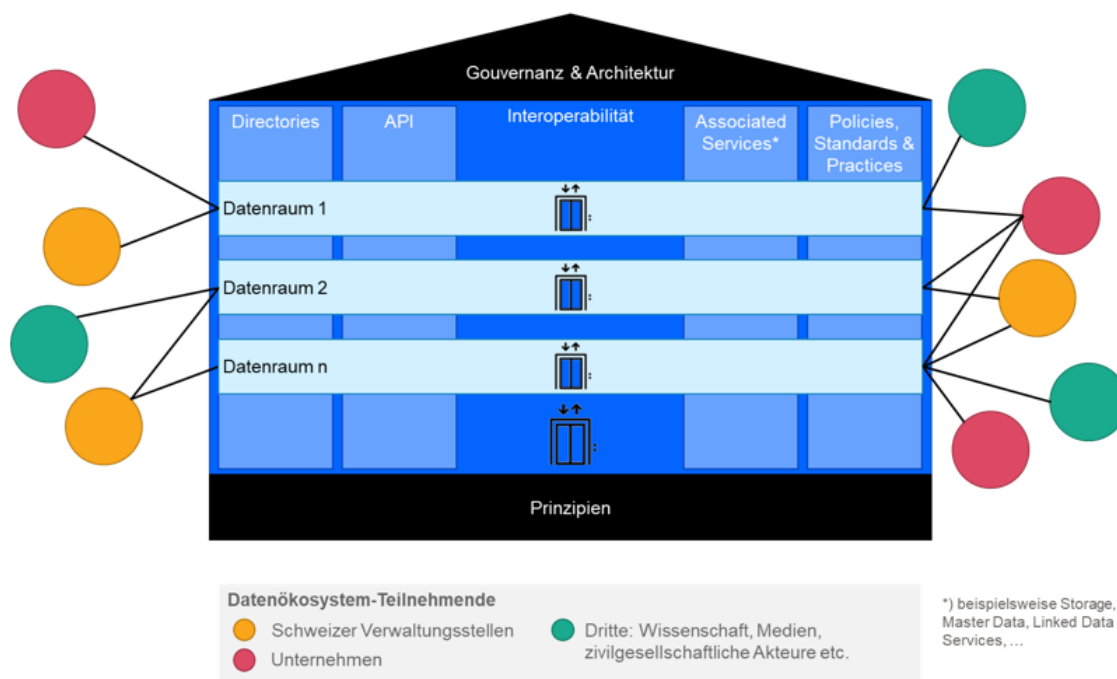 Gouvernanz & Architektur
Directories
API
Interoperabilität
Associated
Services*
Policies,
Standards &
Practices
Datenraum 1
Datenraum 2
Datenraum n
Prinzipien
Datenökosystem-Teilnehmende
Schweizer Verwaltungsstellen
Unternehmen
Dritte: Wissenschaft, Medien,
zivilgesellschaftliche Akteure etc.
*) beispielsweise Storage,
Master Data, Linked Data
Services, ...